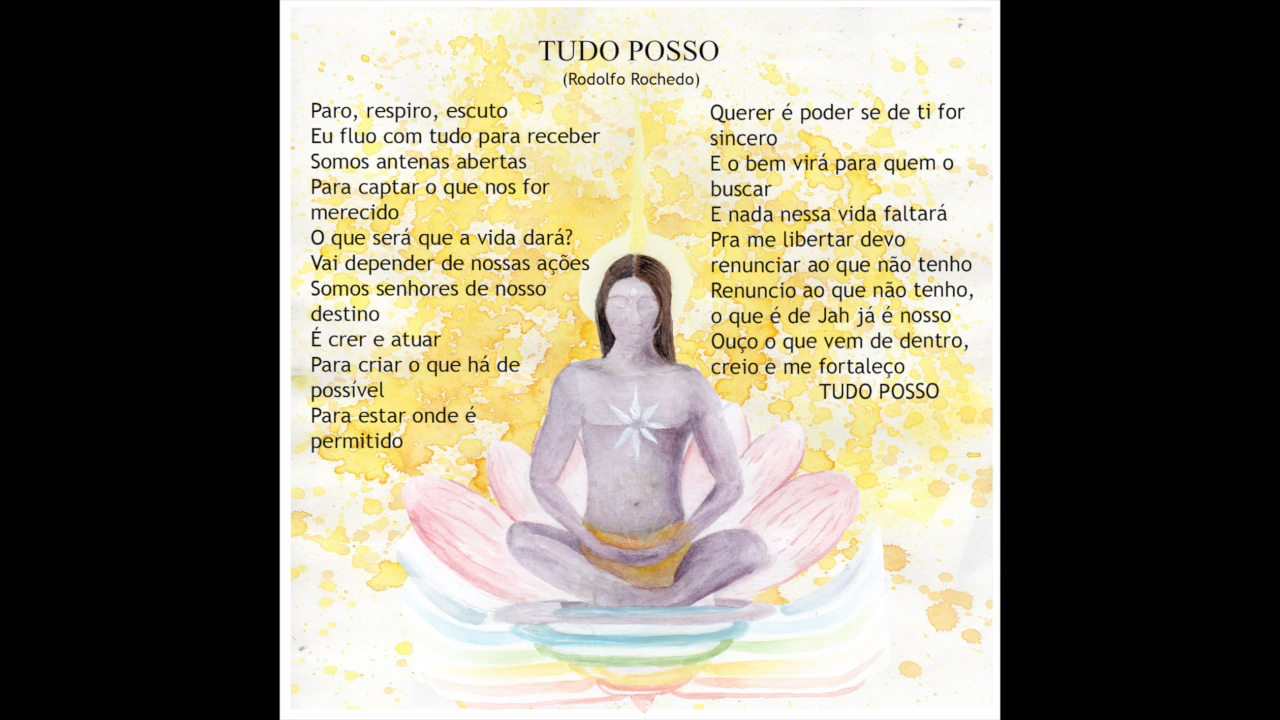 TUDO POSSO
(Rodolfo Rochedo)
Paro, respiro, escuto
Eu fluo com tudo para receber
Somos antenas abertas
Para captar o que nos for
merecido
O que será que a vida dará?
Vai depender de nossas ações
Somos senhores de nosso
destino
É crer e atuar
Para criar o que há de
possível
Para estar onde é
permitido
Querer é poder se de ti for
sincero
E o bem virá para quem o
buscar
E nada nessa vida faltará
Pra me libertar devo
renunciar ao que não tenho
Renuncio ao que não tenho,
o que é de Jah já é nosso
Ouço o que vem de dentro,
creio e me fortaleço
TUDO POSSO